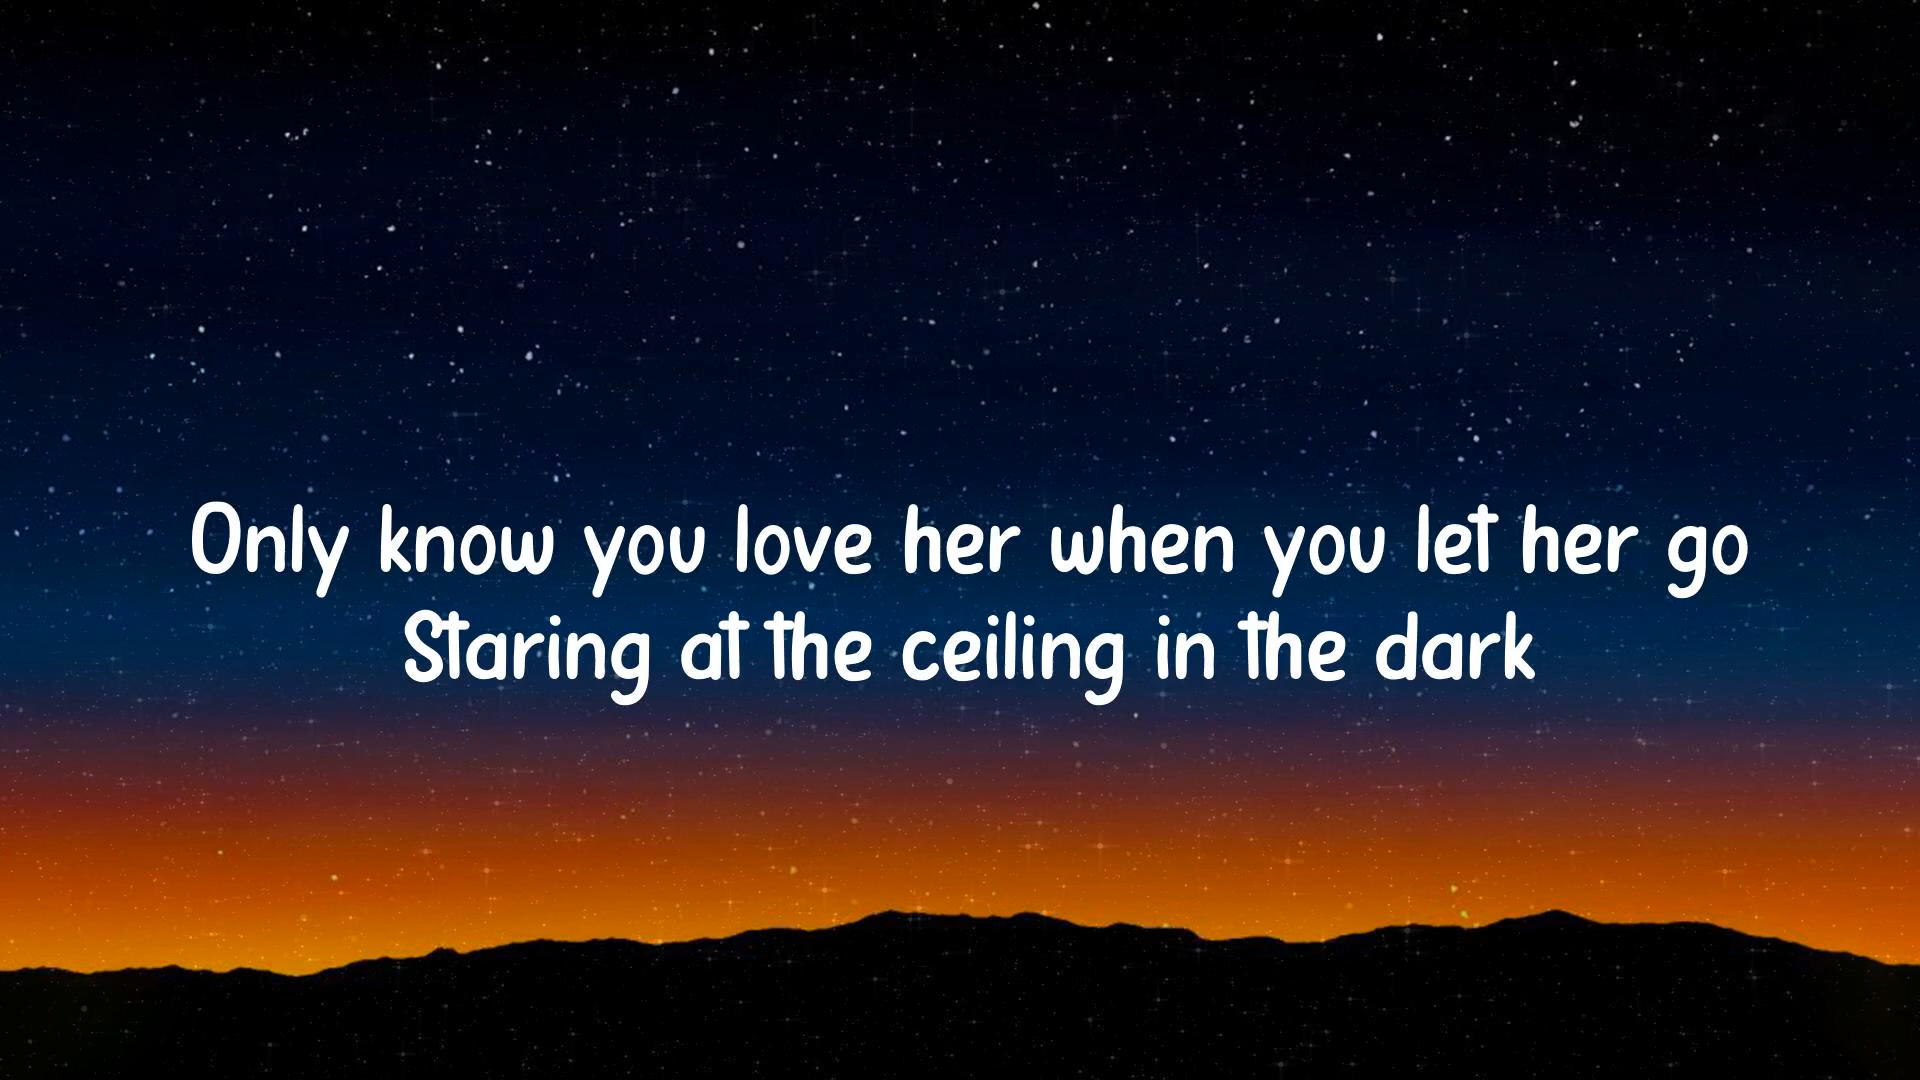 Only know you love her when you let her go
Staring at the ceiling in the dark